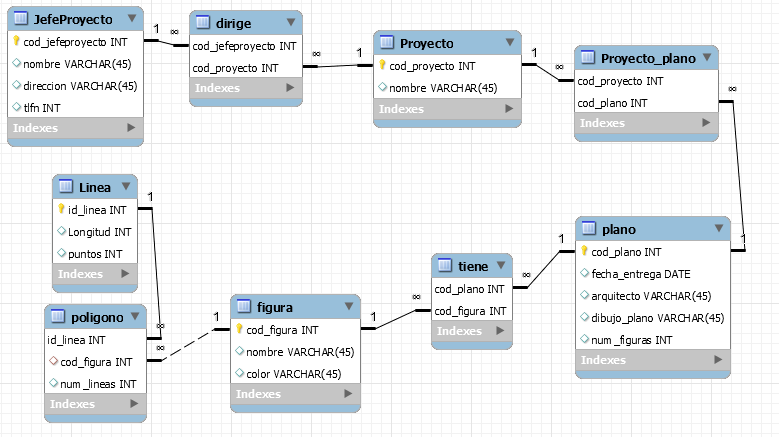 JefeProyecto
cod_jefeproyecto INT
nombre VARCHAR(45)
direccion VARCHAR(45)
tlfn INT
Indexes
1
∞
dirige
cod_jefeproyecto INT
cod_proyecto INT
Indexes
∞
1
Proyecto
cod_proyecto INT
nombre VARCHAR(45)
Indexes
1
∞
Proyecto_plano
cod_proyecto INT
cod_plano INT
Indexes
∞
1
Linea
id_linea INT
Longitud INT
puntos INT
Indexes
1
∞
poligono
id_linea INT
cod_figura INT
num_lineas INT
Indexes
∞
1
figura
cod_figura INT
nombre VARCHAR(45)
color VARCHAR(45)
Indexes
1
∞
tiene
cod_plano INT
cod_figura INT
Indexes
∞
1
plano
cod_plano INT
fecha_entrega DATE
arquitecto VARCHAR(45)
dibujo_plano VARCHAR(45)
num_figuras INT
Indexes